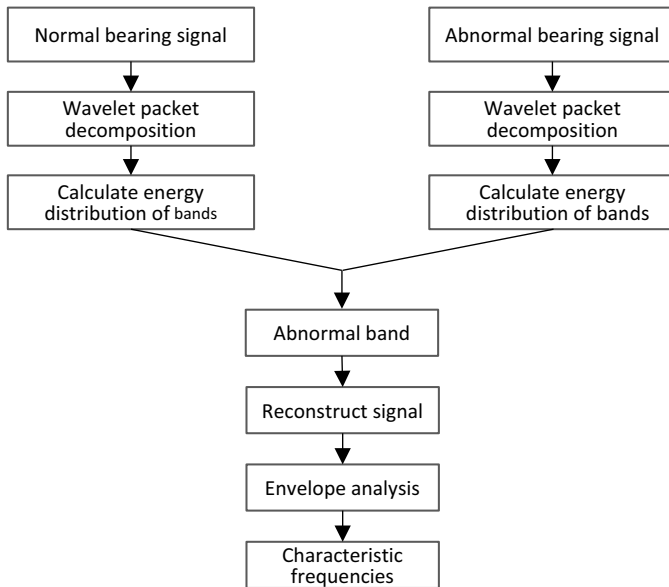 Normal bearing signal
Abnormal bearing signal
Wavelet packet
decomposition
Wavelet packet
decomposition
Calculate energy
distribution of bands
Calculate energy
distribution of bands
Abnormal band
Reconstruct signal
Envelope analysis
Characteristic
frequencies